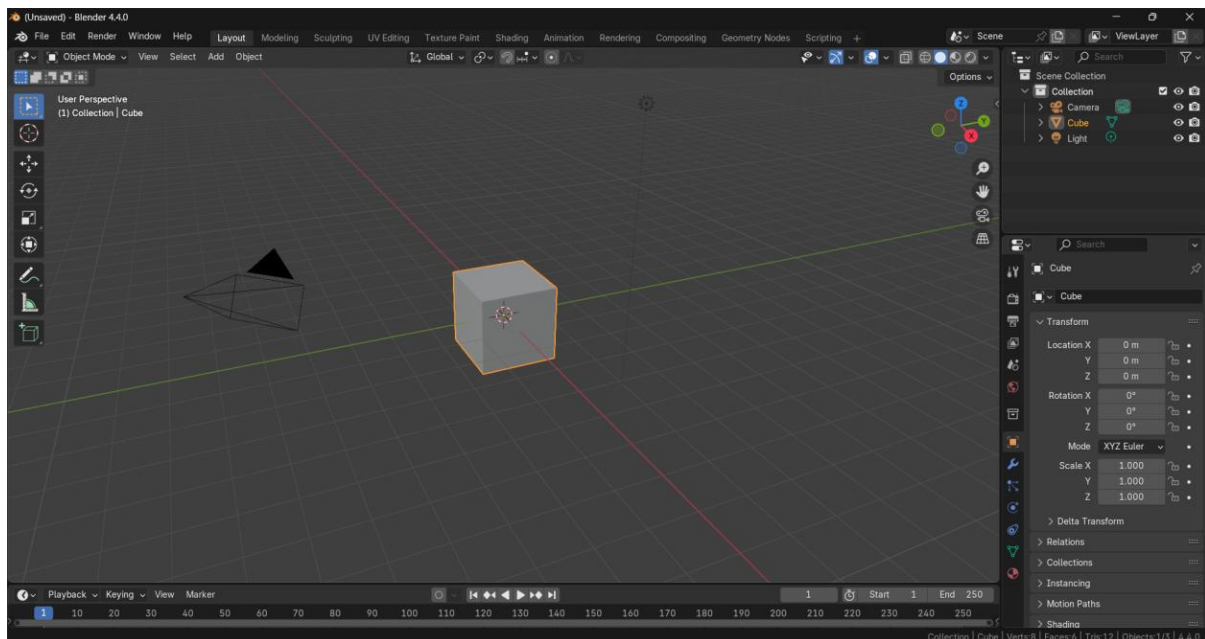 (Unsaved) - Blender 4.4.0
File Edit Render Window Help Layout Modeling Sculpting UV Editing Texture Paint Shading Animation Rendering Compositing Geometry Nodes Scripting + Scene ViewLayer
Object Mode View Select Add Object Global
Options
User Perspective
(1) Collection | Cube
Z
Y
X
Search
Scene Collection
Collection
Camera
Cube
Light
Search
Cube
Cube
Transform
Location X 0 m
Y 0 m
Z 0 m
Rotation X 0°
Y 0°
Z 0°
Mode XYZ Euler
Scale X 1.000
Y 1.000
Z 1.000
Delta Transform
Relations
Collections
Instancing
Motion Paths
Shading
Playback Keying View Marker 1 Start 1 End 250
1 10 20 30 40 50 60 70 80 90 100 110 120 130 140 150 160 170 180 190 200 210 220 230 240 250
Collection | Cube | Verts:8 | Faces:6 | Tris:12 | Objects:1/3 | 4.4.0